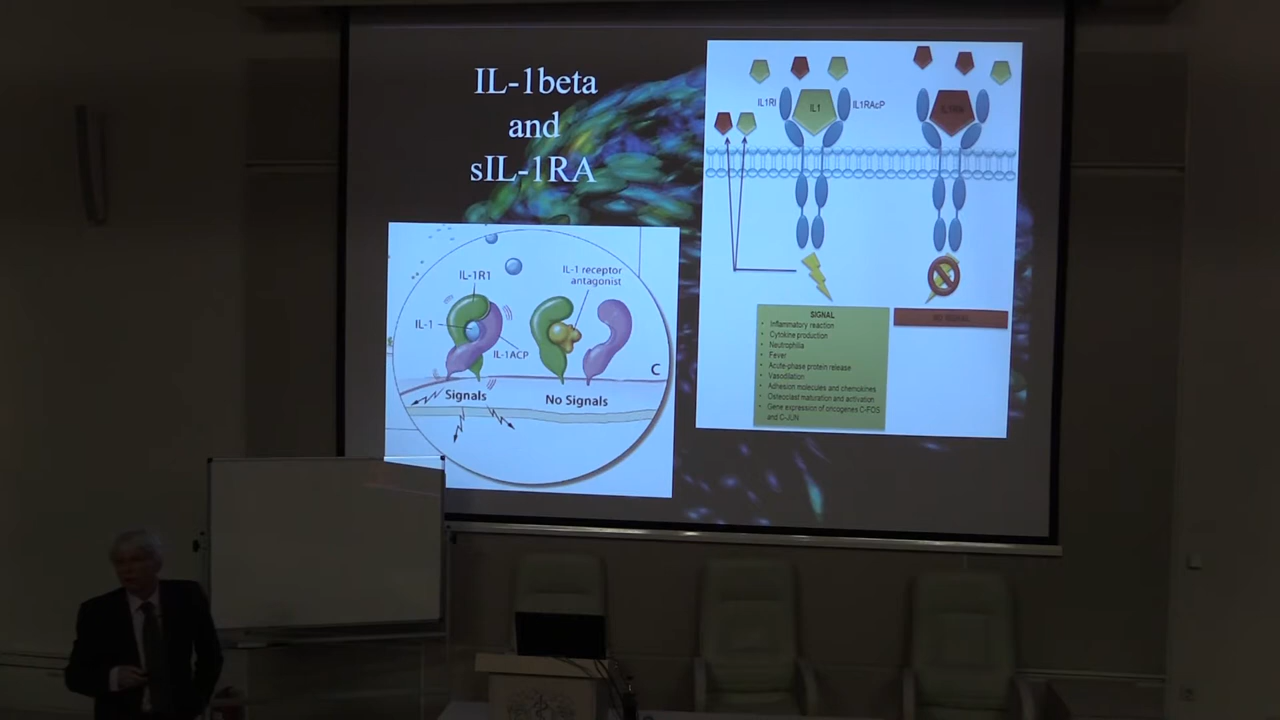 IL-1beta
and
sIL-1RA
IL-1R1
IL-1 receptor
antagonist
IL-1
IL-1ACP
C
Signals
No Signals
IL1RI
IL1
IL1RAcP
SIGNAL
• Inflammatory reaction
• Cytokine production
• Neutrophilia
• Fever
• Acute-phase protein release
• Vasodilation
• Adhesion molecules and chemokines
• Osteoclast maturation and activation
• Gene expression of oncogenes C-FOS
and C-JUN
NO SIGNAL